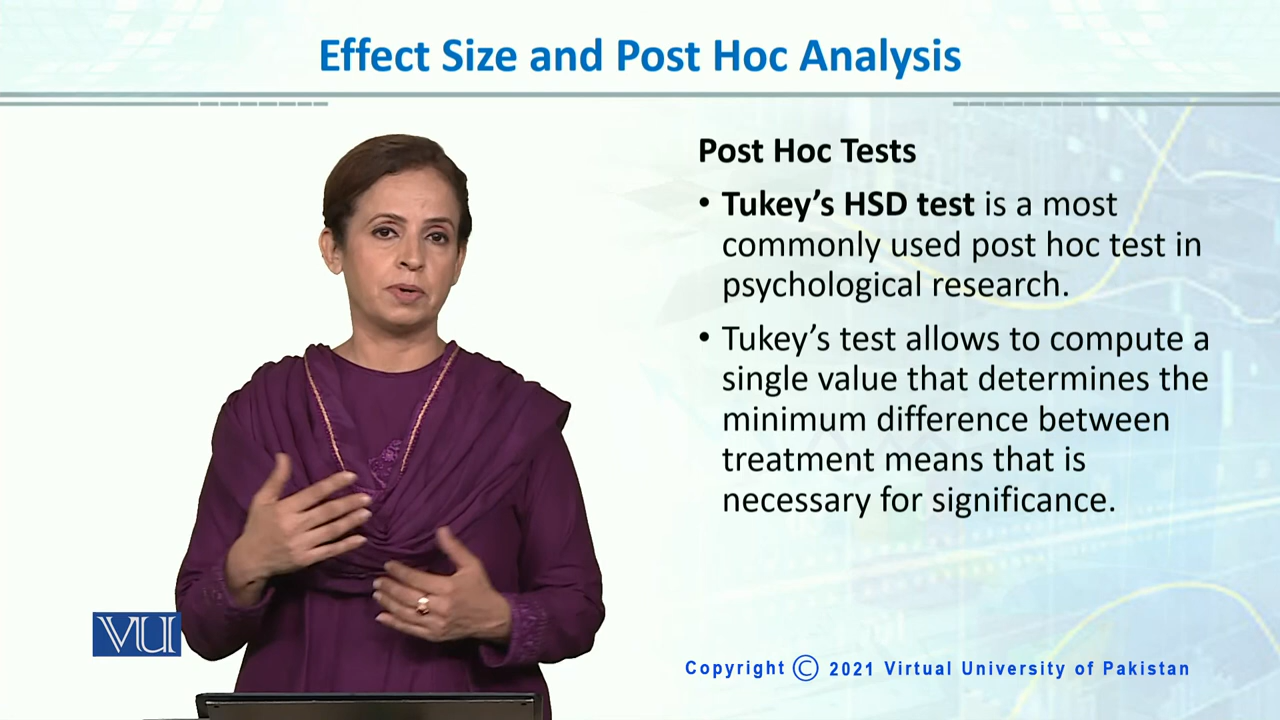 Effect Size and Post Hoc Analysis
Post Hoc Tests
• Tukey’s HSD test is a most
commonly used post hoc test in
psychological research.
• Tukey’s test allows to compute a
single value that determines the
minimum difference between
treatment means that is
necessary for significance.
VU
Copyright © 2021 Virtual University of Pakistan